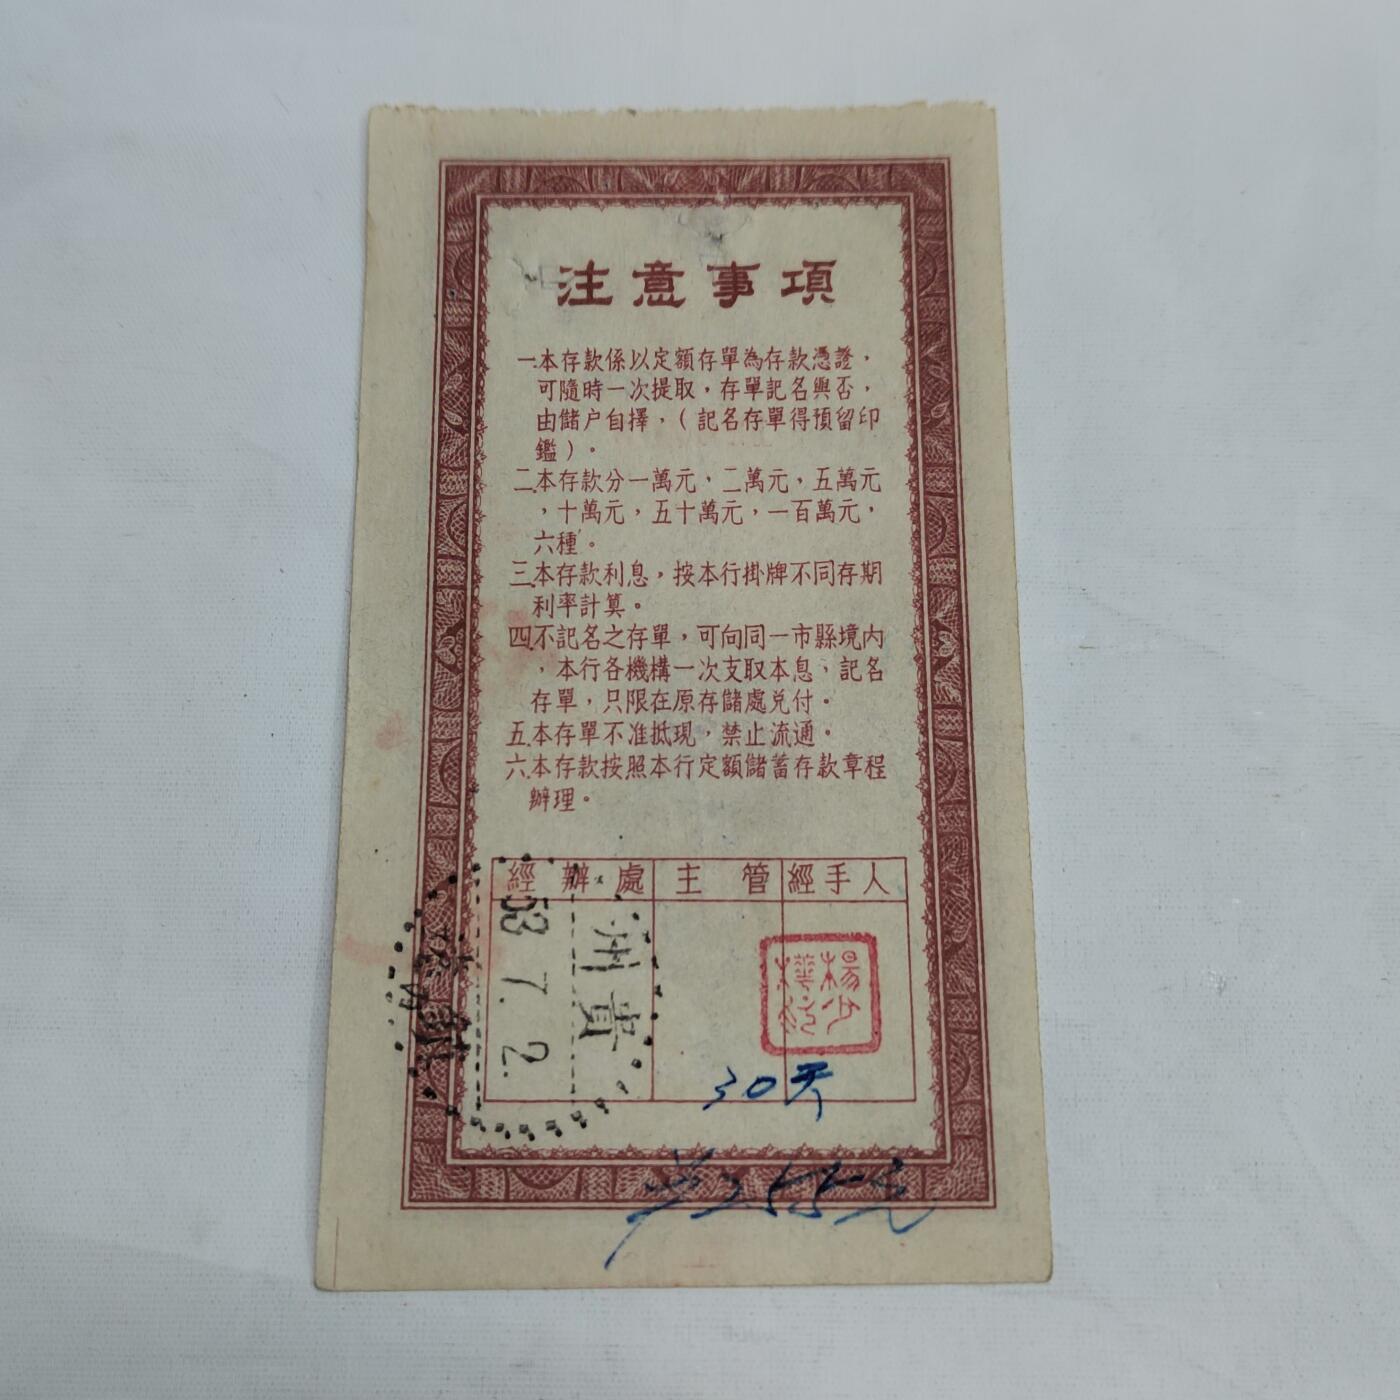 注意事項
一.本存款係以定額存單為存款憑證，
可隨時一次提取，存單記名與否，
由儲户自擇，（記名存單得預留印
鑑）。
二.本存款分一萬元，二萬元，五萬元
，十萬元，五十萬元，一百萬元，
六種。
三.本存款利息，按本行掛牌不同存期
利率計算。
四.不記名之存單，可向同一市縣境內
，本行各機構一次支取本息，記名
存單，只限在原存儲處兑付。
五.本存單不准抵現，禁止流通。
六.本存款按照本行定額儲蓄存款章程
辦理。
經辦處 主管 經手人
州貴
53 7. 2.
30天